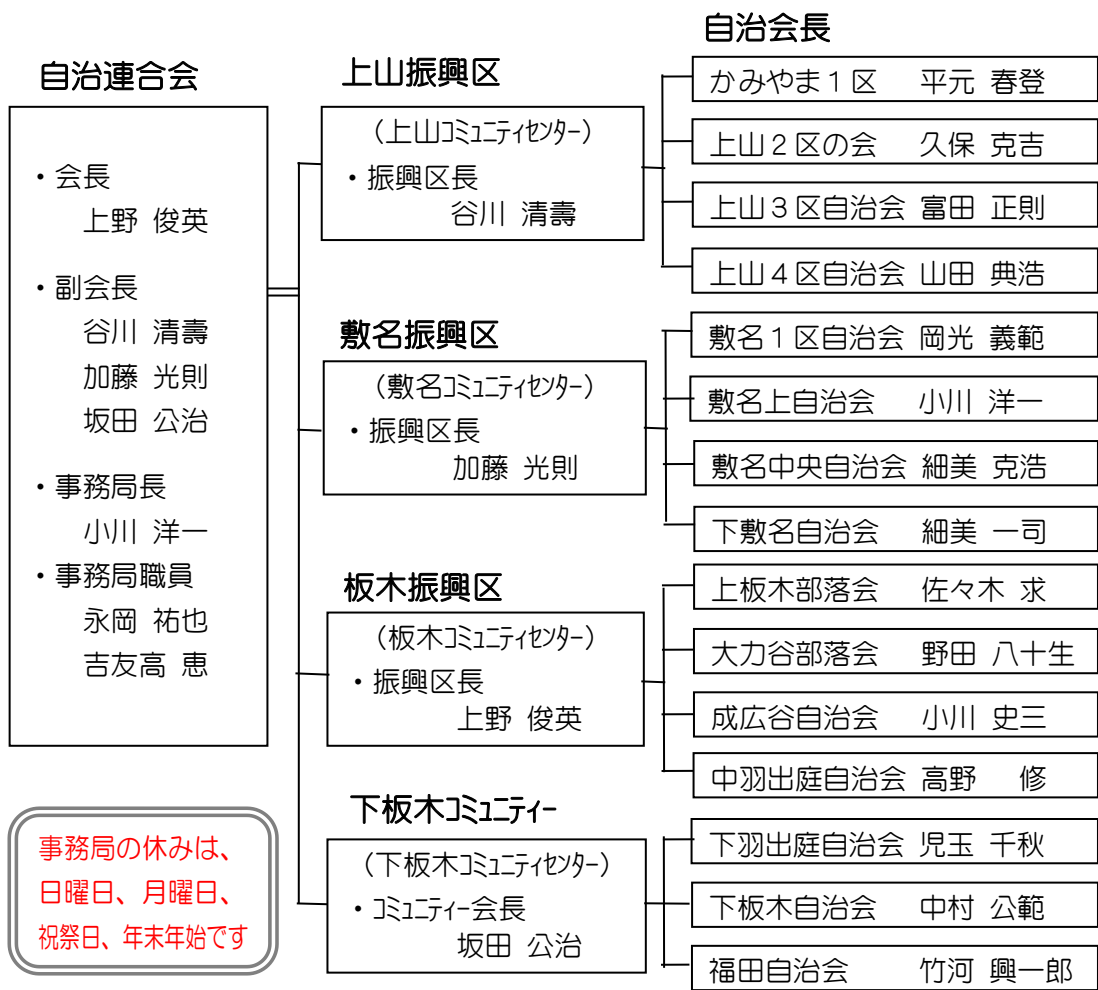 自治連合会
・会長
上野 俊英
・副会長
谷川 清壽
加藤 光則
坂田 公治
・事務局長
小川 洋一
・事務局職員
永岡 祐也
吉友高 恵
事務局の休みは、
日曜日、月曜日、
祝祭日、年末年始です
上山振興区
（上山ｺﾐｭﾆﾃｨｾﾝﾀｰ）
・振興区長
谷川 清壽
敷名振興区
（敷名ｺﾐｭﾆﾃｨｾﾝﾀｰ）
・振興区長
加藤 光則
板木振興区
（板木ｺﾐｭﾆﾃｨｾﾝﾀｰ）
・振興区長
上野 俊英
下板木ｺﾐｭﾆﾃｨｰ
（下板木ｺﾐｭﾆﾃｨｾﾝﾀｰ）
・ｺﾐｭﾆﾃｨｰ会長
坂田 公治
自治会長
かみやま１区 平元 春登
上山２区の会 久保 克吉
上山３区自治会 富田 正則
上山４区自治会 山田 典浩
敷名１区自治会 岡光 義範
敷名上自治会 小川 洋一
敷名中央自治会 細美 克浩
下敷名自治会 細美 一司
上板木部落会 佐々木 求
大力谷部落会 野田 八十生
成広谷自治会 小川 史三
中羽出庭自治会 高野 修
下羽出庭自治会 児玉 千秋
下板木自治会 中村 公範
福田自治会 竹河 興一郎